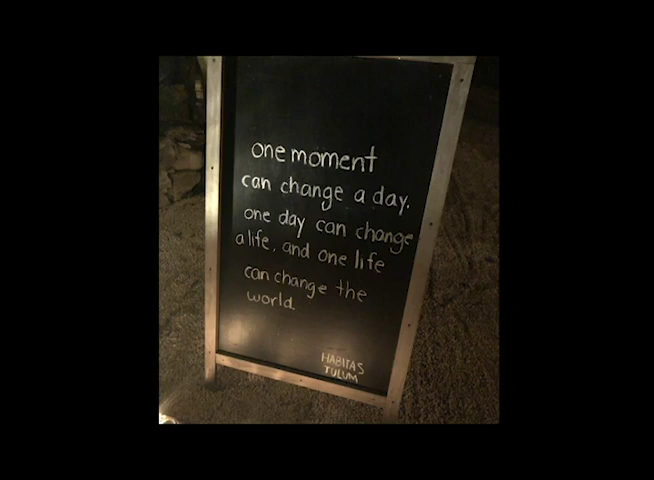 one moment
can change a day.
one day can change
a life, and one life
can change the
world.
HABITAS
TULUM